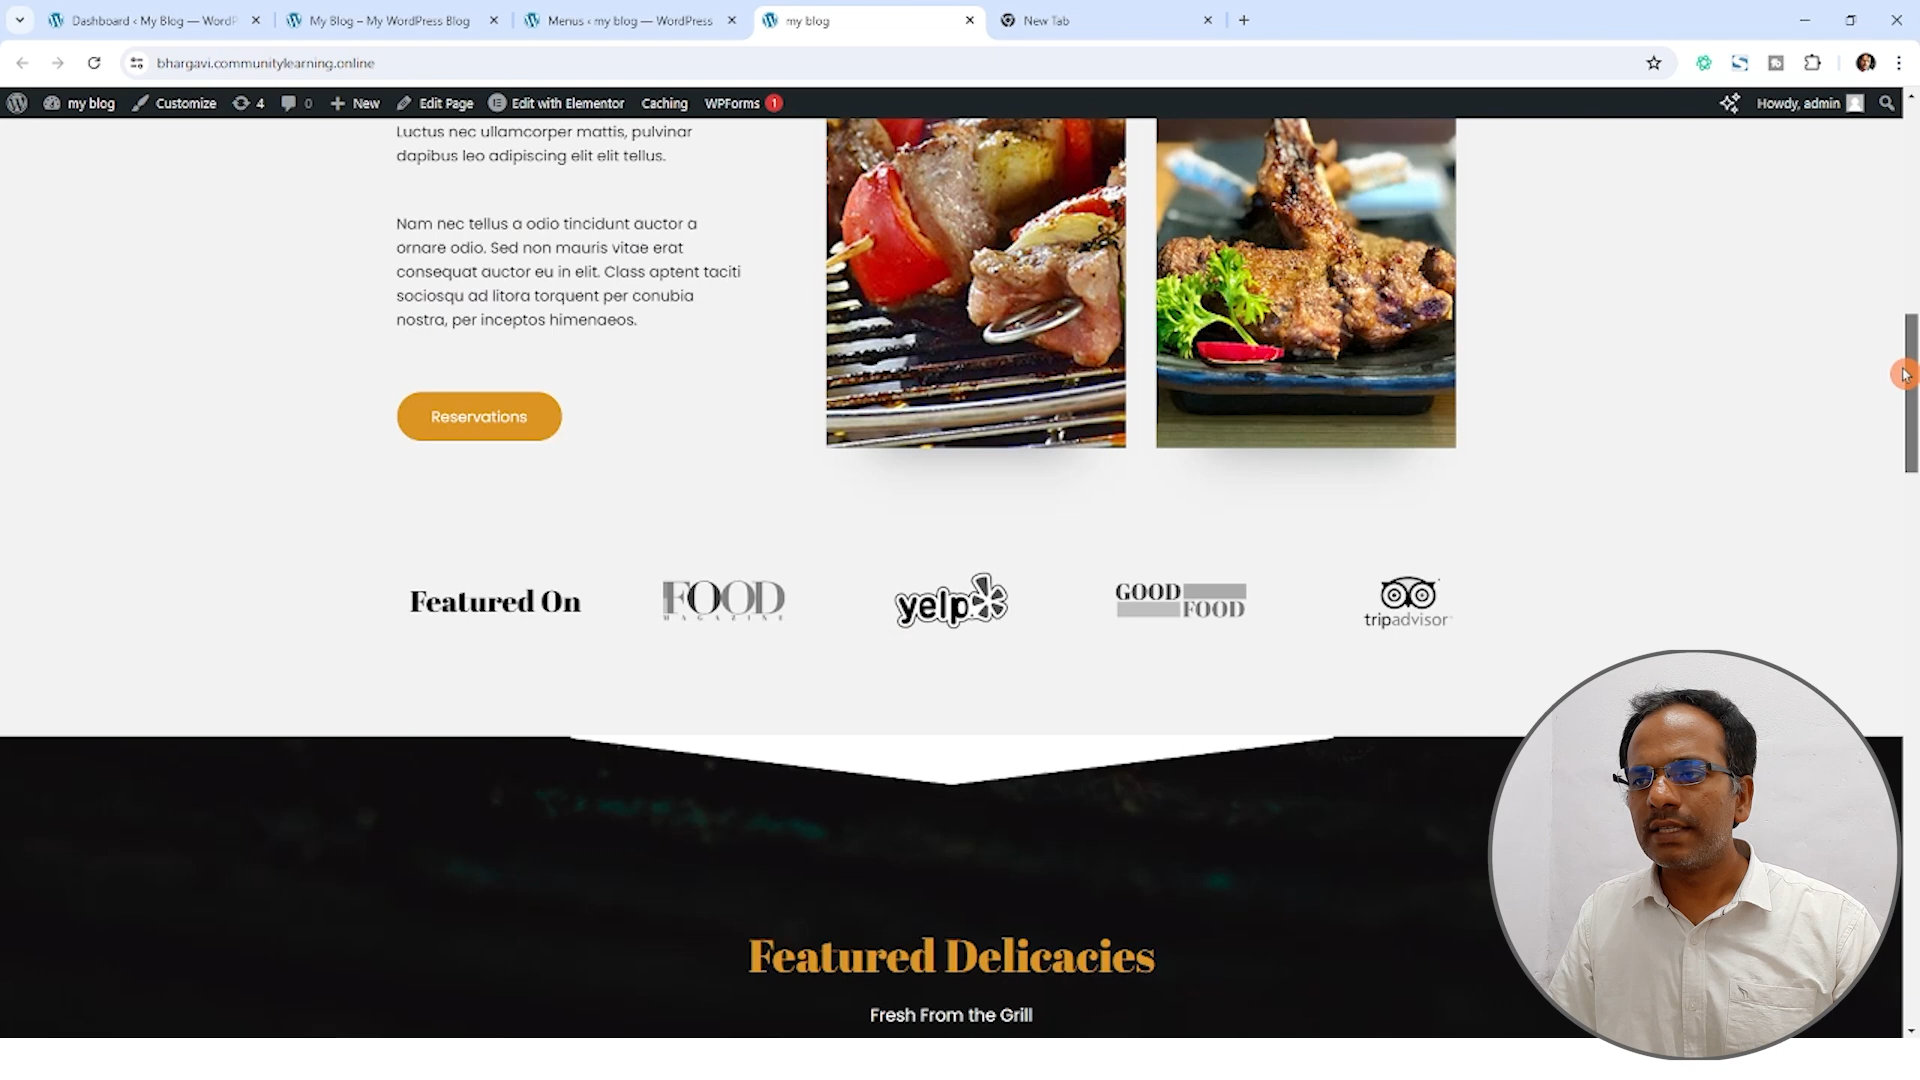 Dashboard ‹ My Blog — WordP
My Blog – My WordPress Blog
Menus ‹ my blog — WordPress
my blog
New Tab
bhargavi.communitylearning.online
my blog
Customize
4
0
New
Edit Page
Edit with Elementor
Caching
WPForms 1
Howdy, admin
Luctus nec ullamcorper mattis, pulvinar
dapibus leo adipiscing elit elit tellus.
Nam nec tellus a odio tincidunt auctor a
ornare odio. Sed non mauris vitae erat
consequat auctor eu in elit. Class aptent taciti
sociosqu ad litora torquent per conubia
nostra, per inceptos himenaeos.
Reservations
Featured On
FOOD
MAGAZINE
yelp
GOOD
FOOD
tripadvisor
Featured Delicacies
Fresh From the Grill